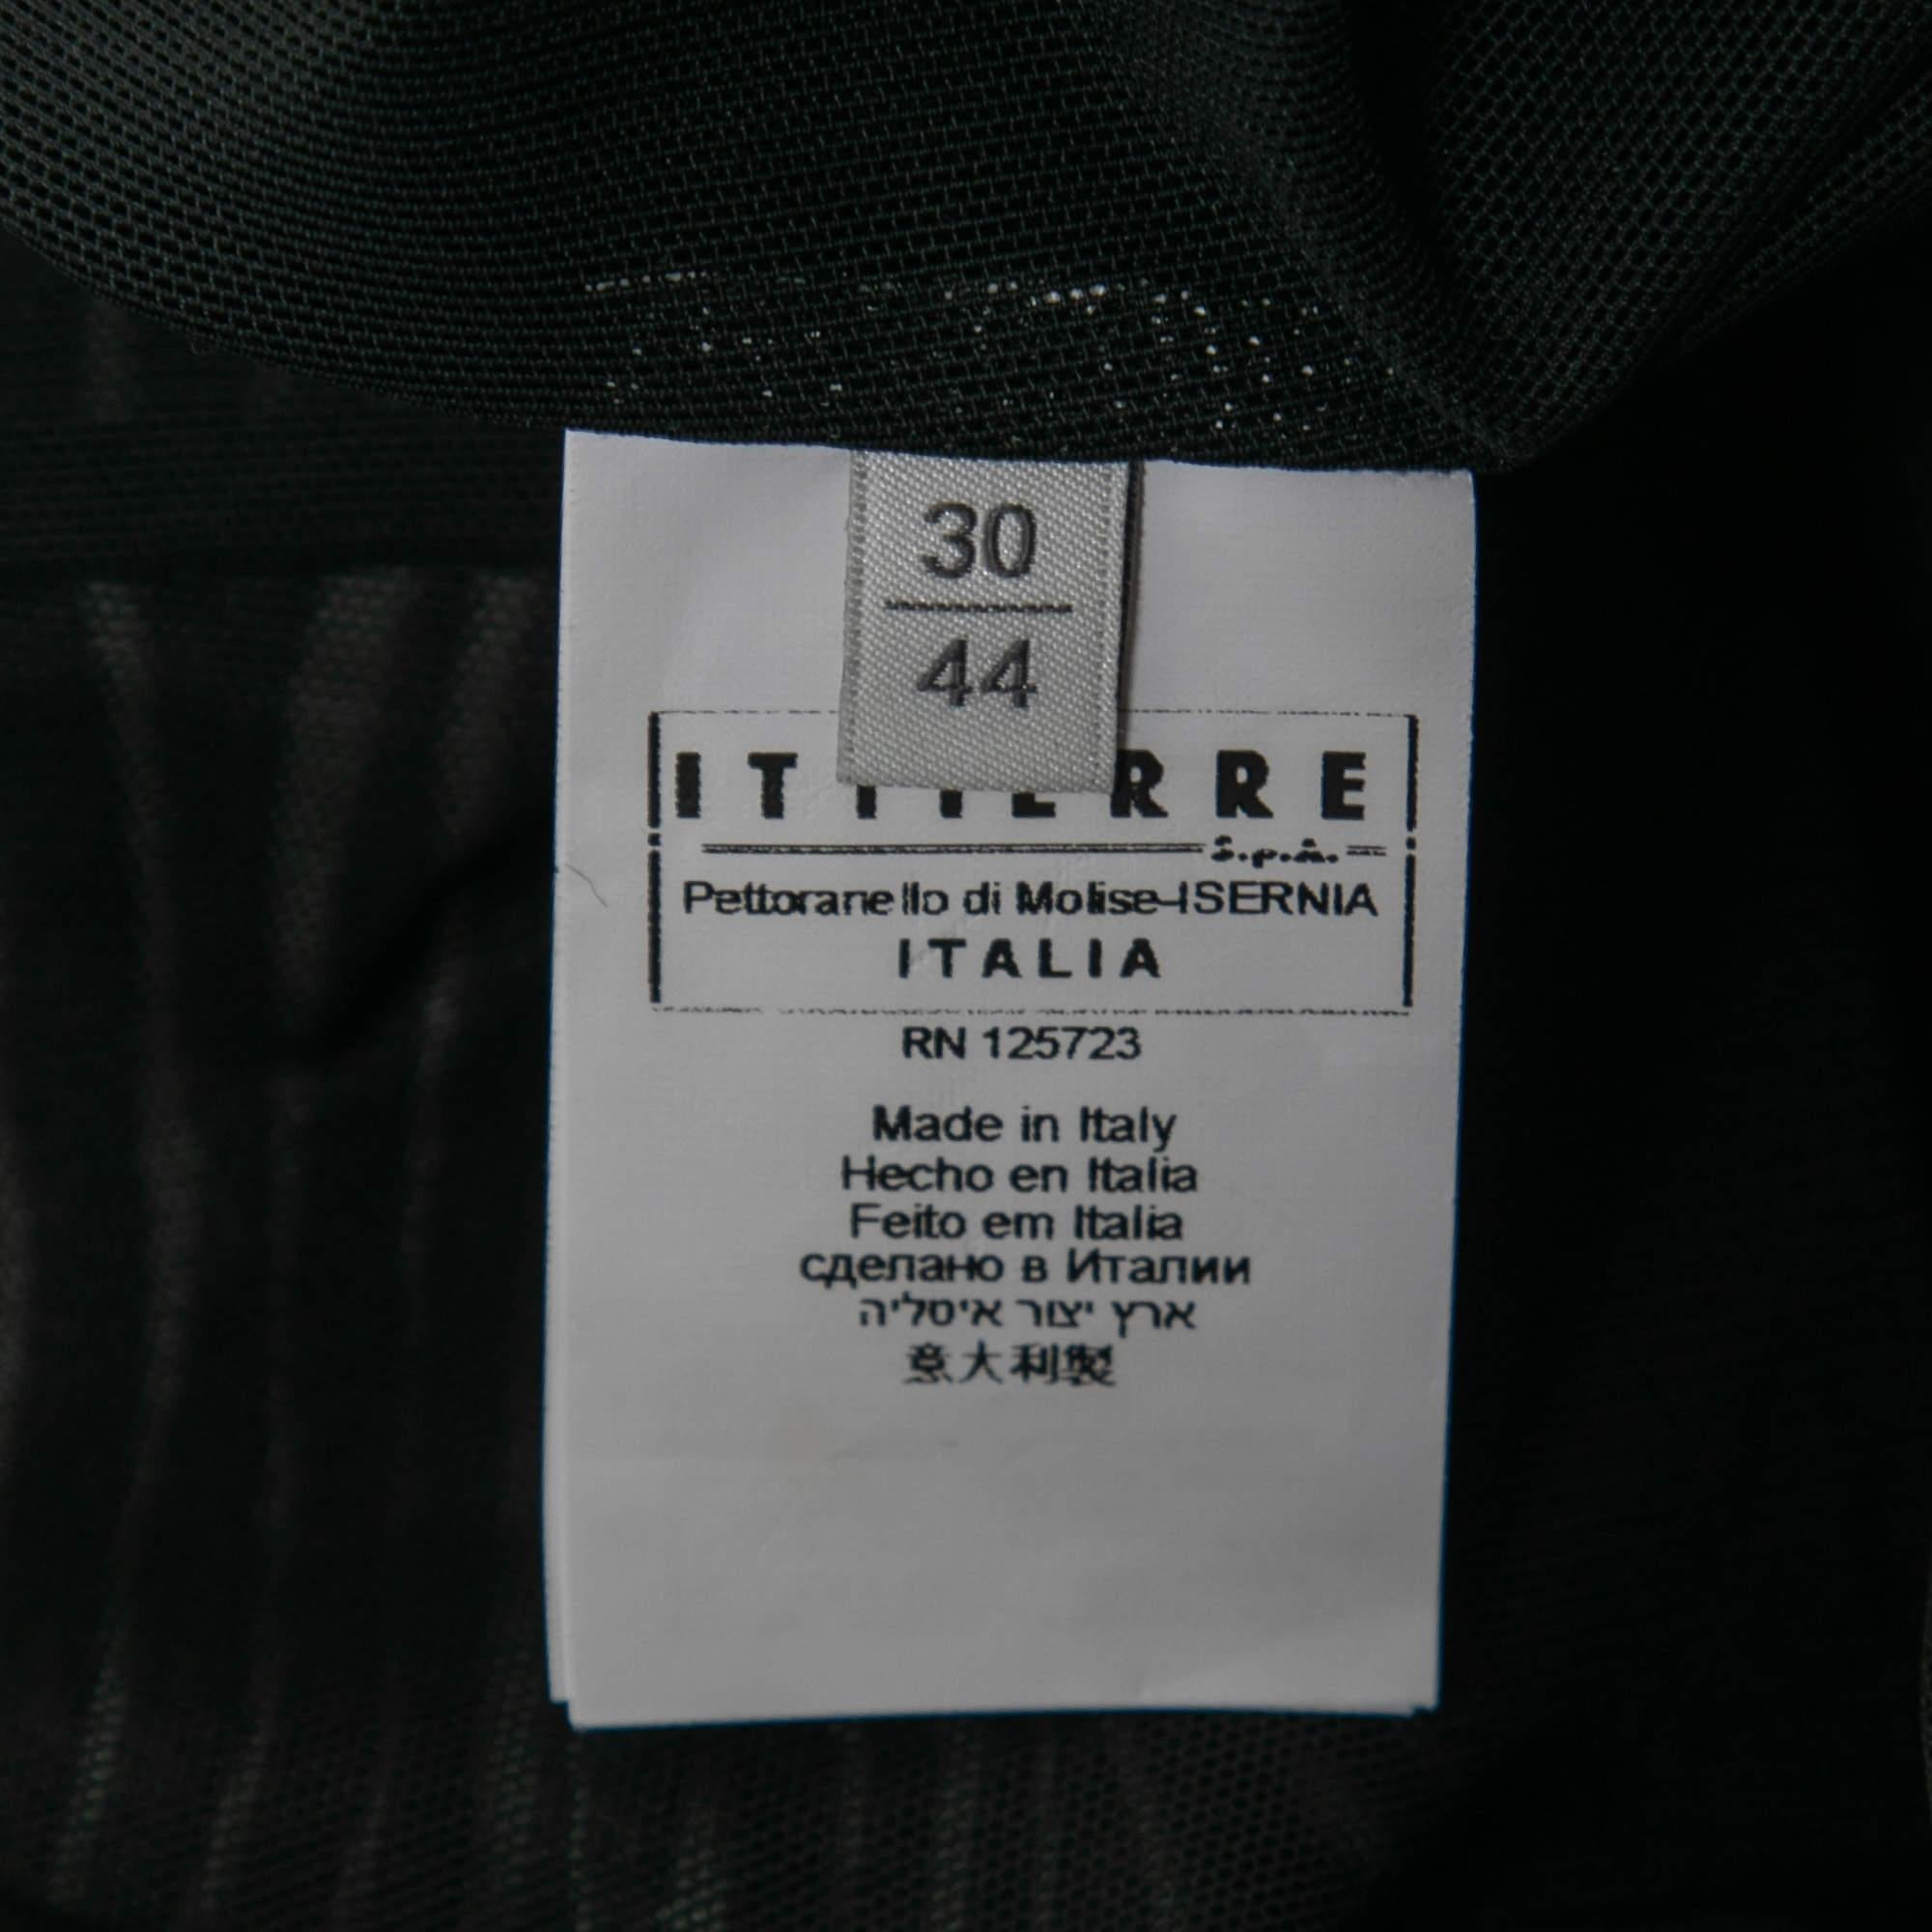 30
44
ITTIERRE
S.p.A.
Pettoranello di Molise-ISERNIA
ITALIA
RN 125723
Made in Italy
Hecho en Italia
Feito em Italia
сделано в Италии
ארץ יצור איטליה
意大利製